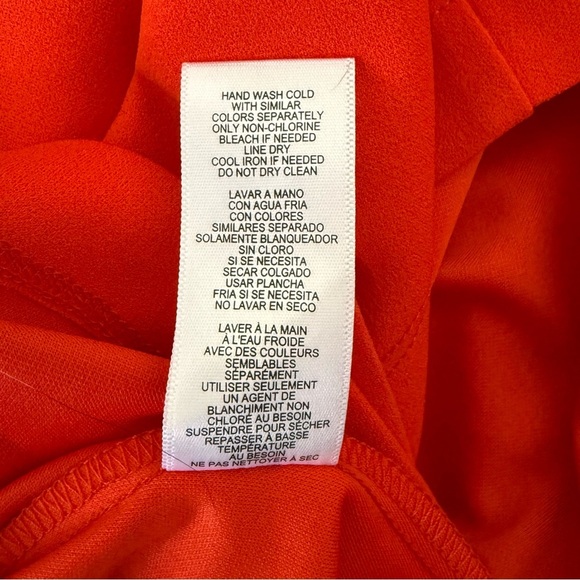 HAND WASH COLD
WITH SIMILAR
COLORS SEPARATELY
ONLY NON-CHLORINE
BLEACH IF NEEDED
LINE DRY
COOL IRON IF NEEDED
DO NOT DRY CLEAN
LAVAR A MANO
CON AGUA FRIA
CON COLORES
SIMILARES SEPARADO
SOLAMENTE BLANQUEADOR
SIN CLORO
SI SE NECESITA
SECAR COLGADO
USAR PLANCHA
FRIA SI SE NECESITA
NO LAVAR EN SECO
LAVER À LA MAIN
À L'EAU FROIDE
AVEC DES COULEURS
SEMBLABLES
SÉPARÉMENT
UTILISER SEULEMENT
UN AGENT DE
BLANCHIMENT NON
CHLORÉ AU BESOIN
SUSPENDRE POUR SÉCHER
REPASSER À BASSE
TEMPÉRATURE
AU BESOIN
NE PAS NETTOYER À SEC